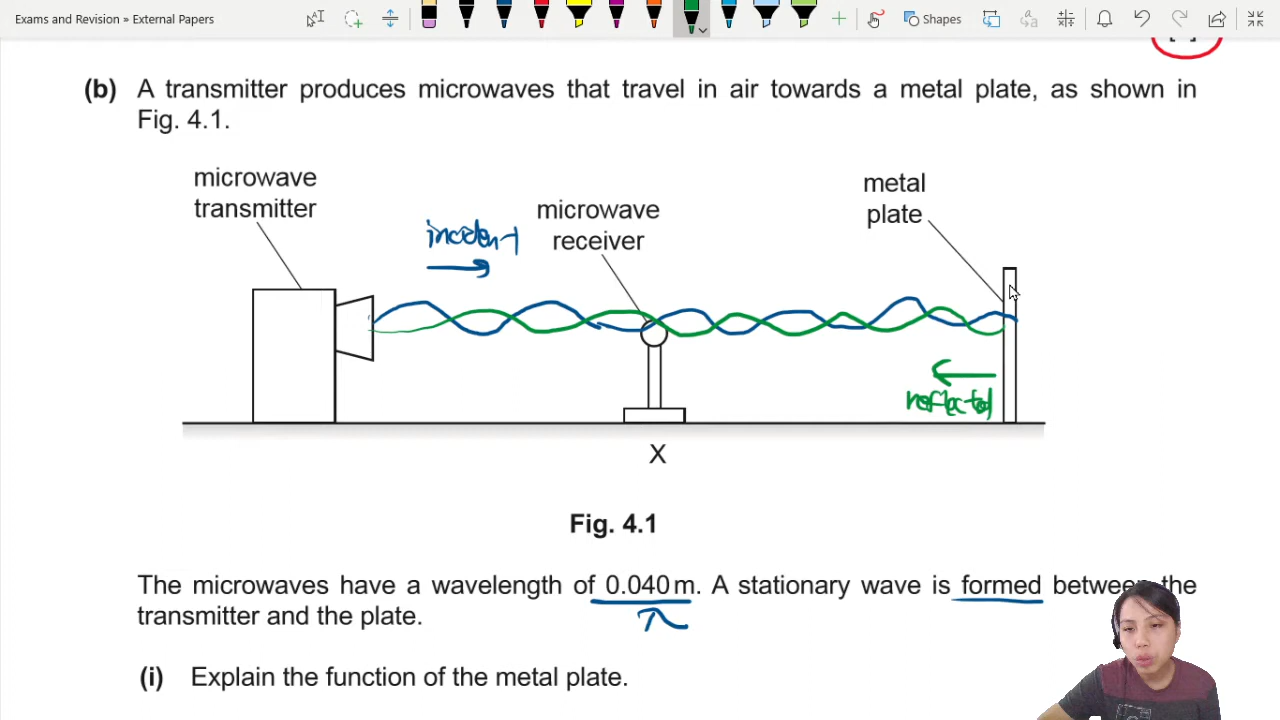 Exams and Revision » External Papers
Shapes
(b) A transmitter produces microwaves that travel in air towards a metal plate, as shown in
Fig. 4.1.
microwave
transmitter
incident
microwave
receiver
metal
plate
reflected
X
Fig. 4.1
The microwaves have a wavelength of 0.040 m. A stationary wave is formed between the
transmitter and the plate.
λ
(i) Explain the function of the metal plate.